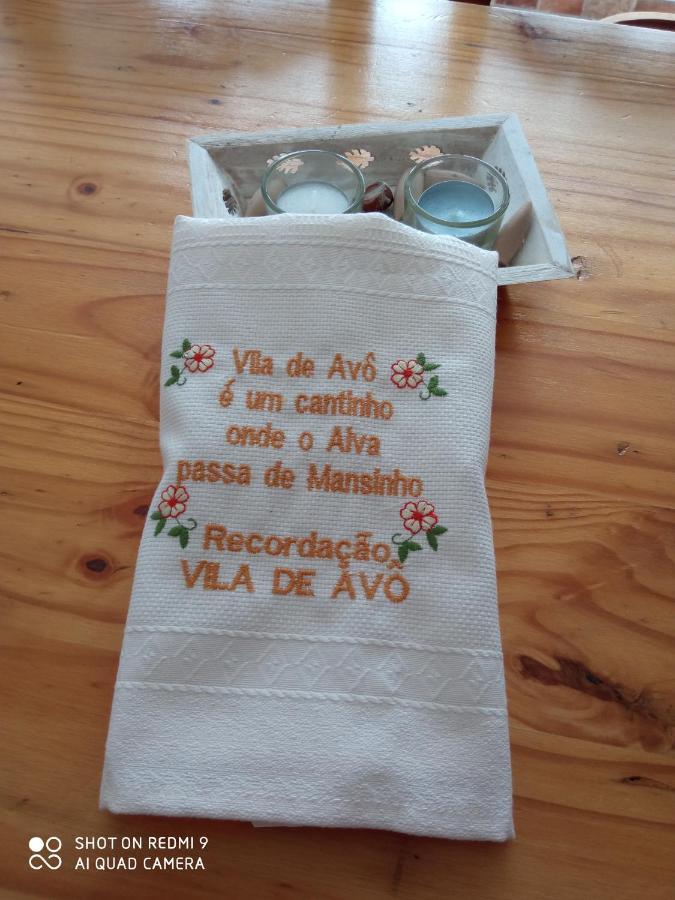 Vila de Avô
é um cantinho
onde o Alva
passa de Mansinho
Recordação
VILA DE AVÔ
SHOT ON REDMI 9
AI QUAD CAMERA